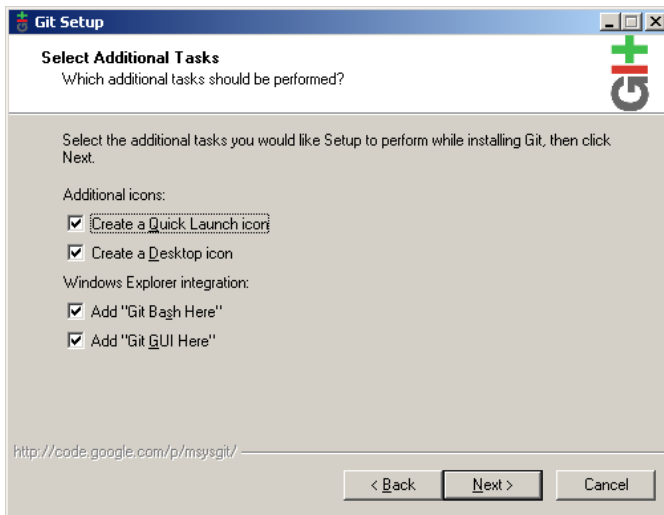 Git Setup
Select Additional Tasks
Which additional tasks should be performed?
GIt
Select the additional tasks you would like Setup to perform while installing Git, then click
Next.
Additional icons:
Create a Quick Launch icon
Create a Desktop icon
Windows Explorer integration:
Add "Git Bash Here"
Add "Git GUI Here"
http://code.google.com/p/msysgit/
< Back
Next >
Cancel